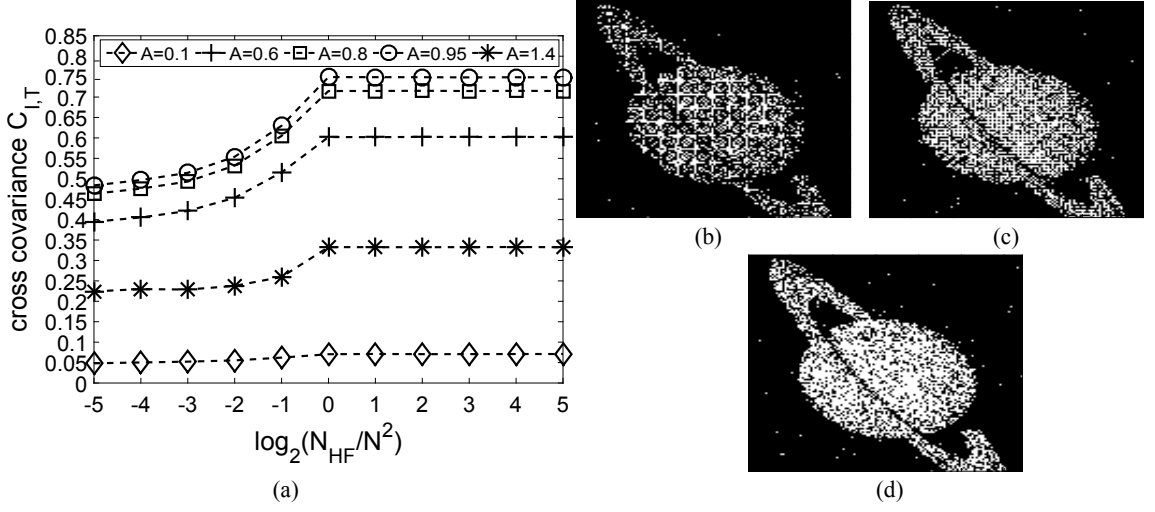 0.85
0.8
0.75
0.7
0.65
0.6
0.55
0.5
0.45
0.4
0.35
0.3
0.25
0.2
0.15
0.1
0.05
0
cross covariance C_I,T
A=0.1 A=0.6 A=0.8 A=0.95 A=1.4
-5 -4 -3 -2 -1 0 1 2 3 4 5
log_2(N_HF/N^2)
(a)
(b)
(c)
(d)